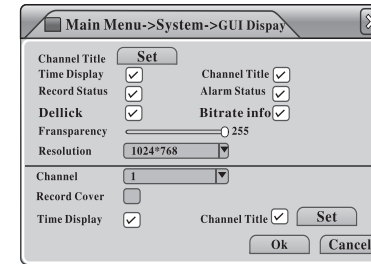 Main Menu->System->GUI Dispay
Channel Title Set
Time Display Channel Title
Record Status Alarm Status
Dellick Bitrate info
Fransparency 255
Resolution 1024*768
Channel 1
Record Cover
Time Display Channel Title Set
Ok Cancel